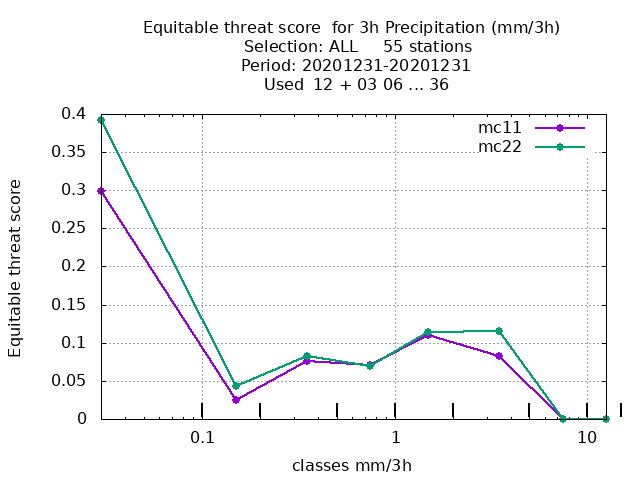 Equitable threat score  for 3h Precipitation (mm/3h)
Selection: ALL     55 stations
Period: 20201231-20201231
Used  12 + 03 06 ... 36
mc11
mc22
0.4
0.35
0.3
0.25
0.2
0.15
0.1
0.05
0
Equitable threat score
0.1 1 10
classes mm/3h